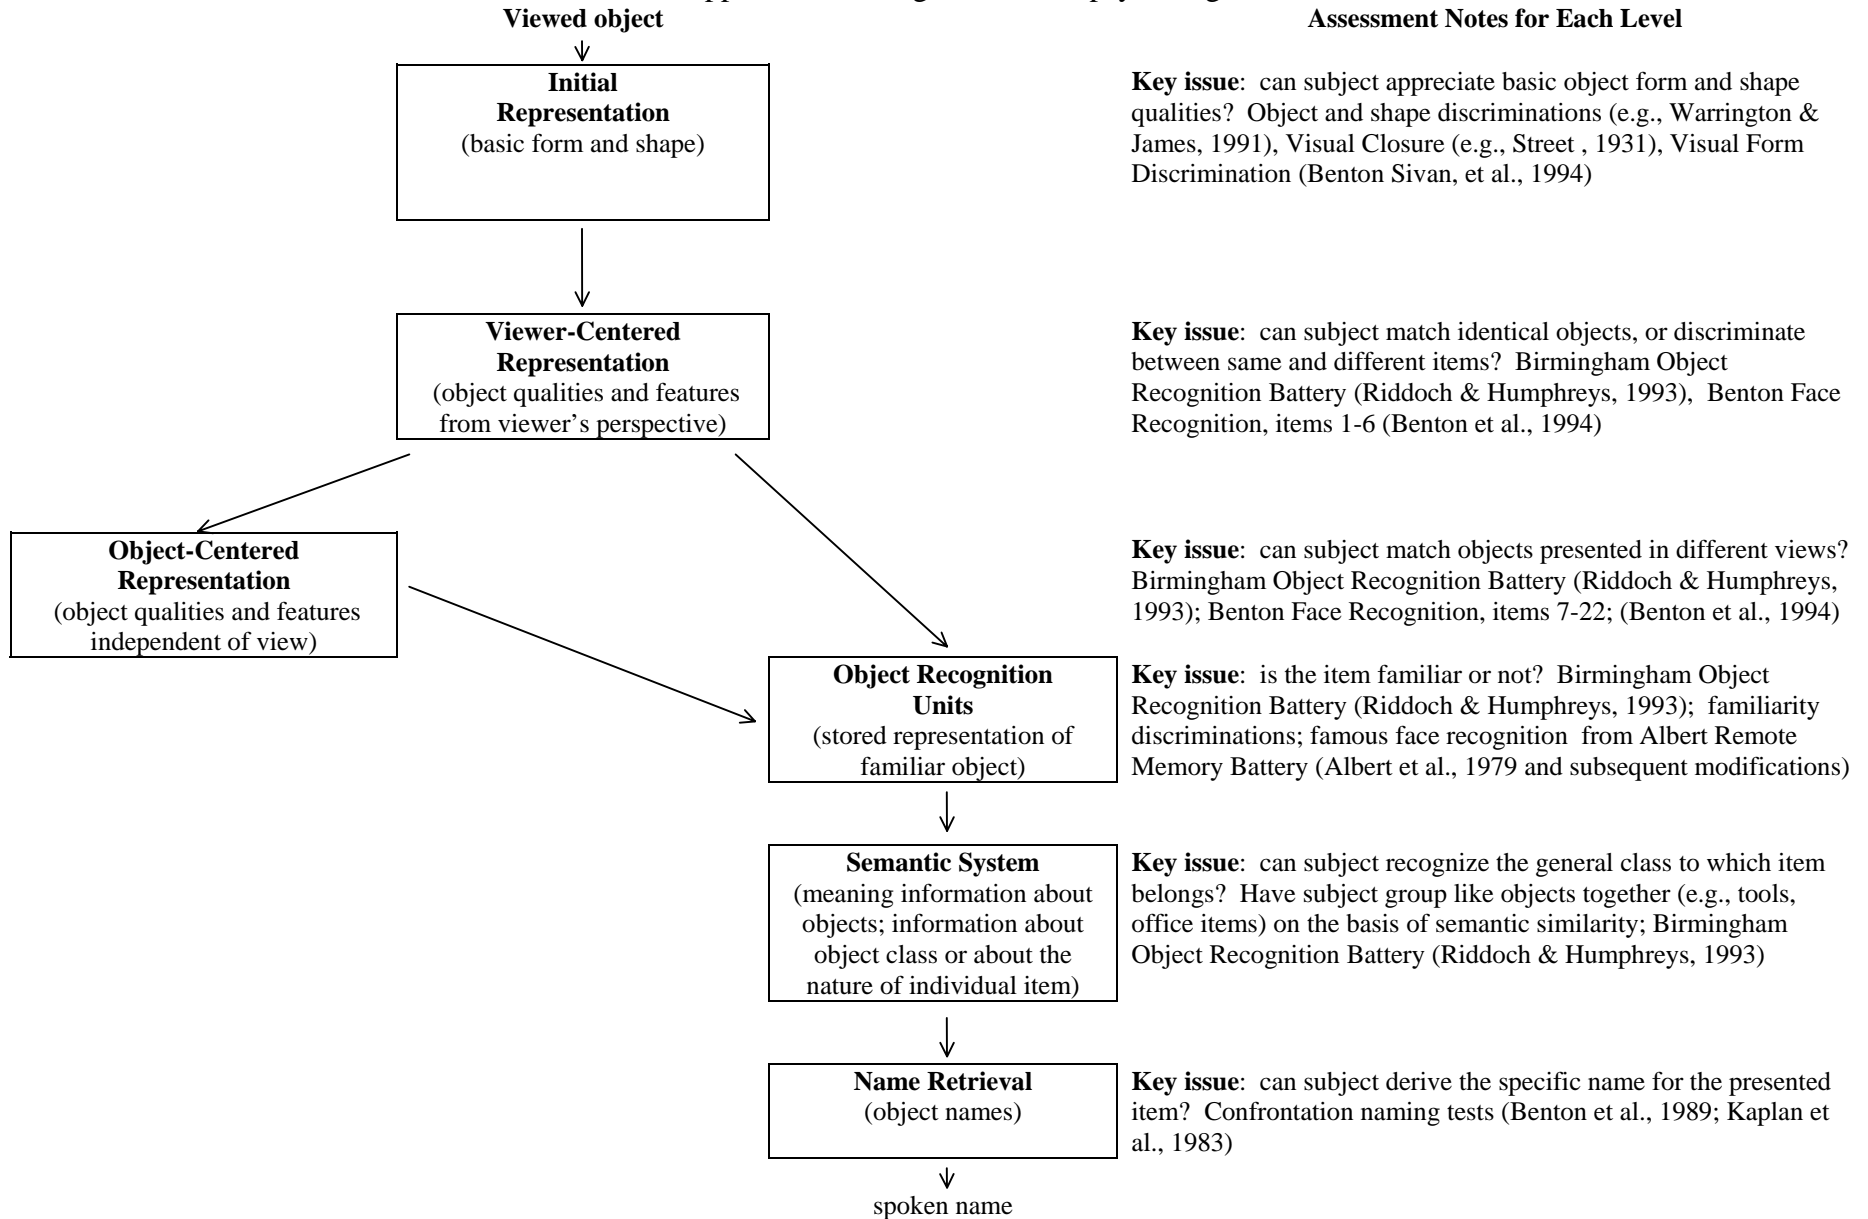 Viewed object
Assessment Notes for Each Level
Initial
Representation
(basic form and shape)
Key issue:  can subject appreciate basic object form and shape
qualities?  Object and shape discriminations (e.g., Warrington &
James, 1991), Visual Closure (e.g., Street , 1931), Visual Form
Discrimination (Benton Sivan, et al., 1994)
Viewer-Centered
Representation
(object qualities and features
from viewer’s perspective)
Key issue:  can subject match identical objects, or discriminate
between same and different items?  Birmingham Object
Recognition Battery (Riddoch & Humphreys, 1993),  Benton Face
Recognition, items 1-6 (Benton et al., 1994)
Object-Centered
Representation
(object qualities and features
independent of view)
Key issue:  can subject match objects presented in different views?
Birmingham Object Recognition Battery (Riddoch & Humphreys,
1993); Benton Face Recognition, items 7-22; (Benton et al., 1994)
Object Recognition
Units
(stored representation of
familiar object)
Key issue:  is the item familiar or not?  Birmingham Object
Recognition Battery (Riddoch & Humphreys, 1993);  familiarity
discriminations; famous face recognition  from Albert Remote
Memory Battery (Albert et al., 1979 and subsequent modifications)
Semantic System
(meaning information about
objects; information about
object class or about the
nature of individual item)
Key issue:  can subject recognize the general class to which item
belongs?  Have subject group like objects together (e.g., tools,
office items) on the basis of semantic similarity; Birmingham
Object Recognition Battery (Riddoch & Humphreys, 1993)
Name Retrieval
(object names)
Key issue:  can subject derive the specific name for the presented
item?  Confrontation naming tests (Benton et al., 1989; Kaplan et
al., 1983)
spoken name